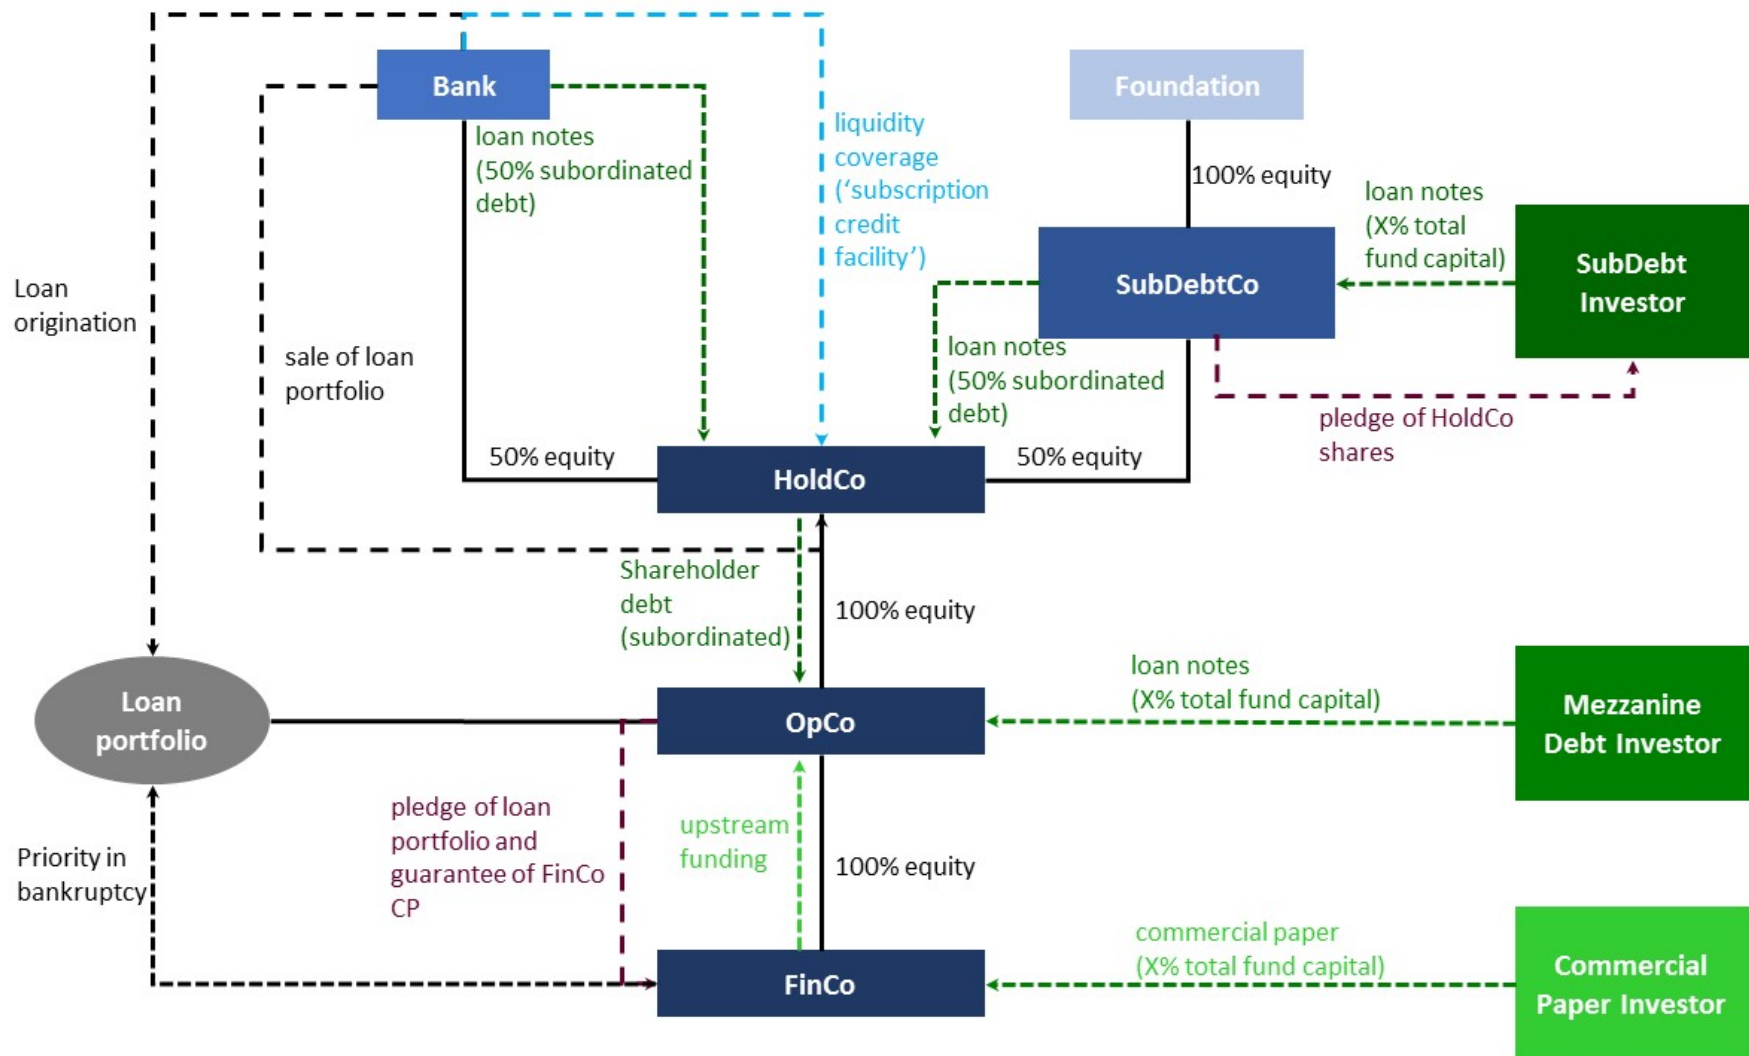 Bank
Foundation
loan notes
(50% subordinated
debt)
liquidity
coverage
(‘subscription
credit
facility’)
100% equity
loan notes
(X% total
fund capital)
SubDebt
Investor
SubDebtCo
Loan
origination
sale of loan
portfolio
loan notes
(50% subordinated
debt)
pledge of HoldCo
shares
50% equity
HoldCo
50% equity
Shareholder
debt
(subordinated)
100% equity
Loan
portfolio
OpCo
loan notes
(X% total fund capital)
Mezzanine
Debt Investor
Priority in
bankruptcy
pledge of loan
portfolio and
guarantee of FinCo
CP
upstream
funding
100% equity
FinCo
commercial paper
(X% total fund capital)
Commercial
Paper Investor